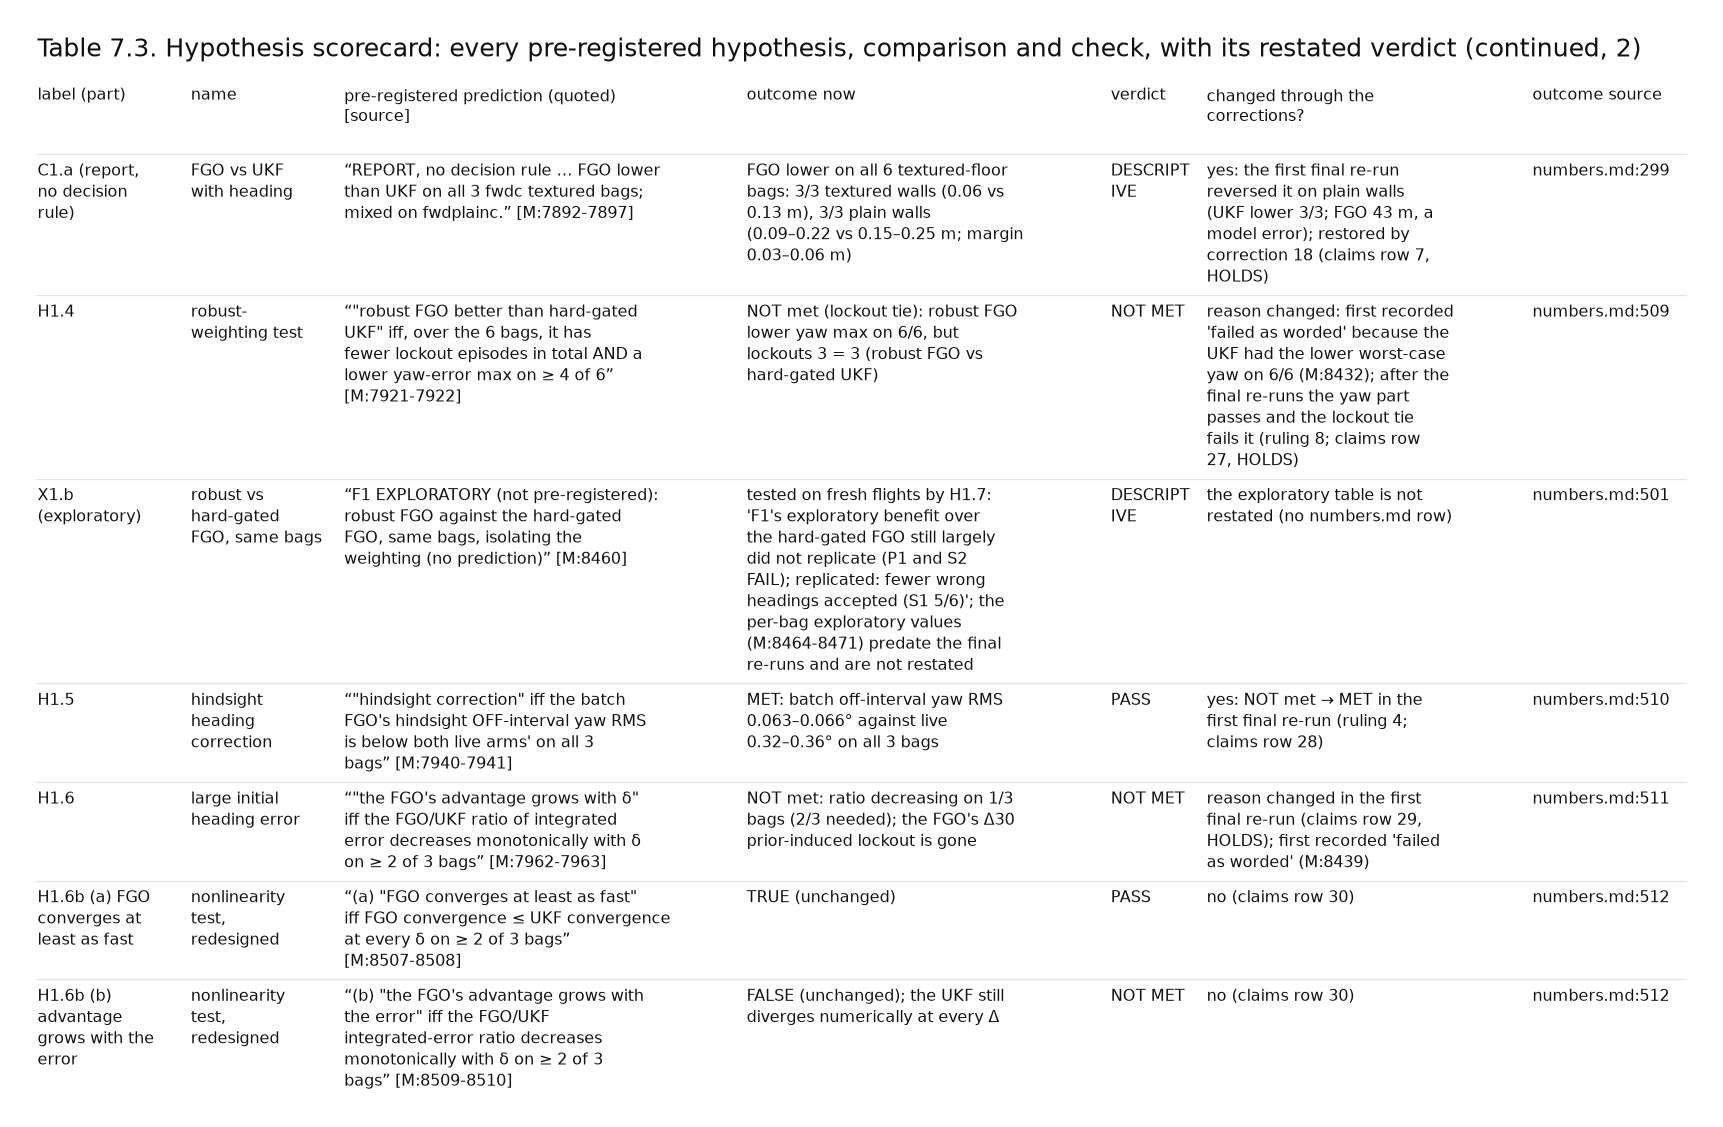 Table 7.3. Hypothesis scorecard: every pre-registered hypothesis, comparison and check, with its restated verdict (continued, 2)
label (part)
name
pre-registered prediction (quoted)
[source]
outcome now
verdict
changed through the
corrections?
outcome source
C1.a (report,
no decision
rule)
FGO vs UKF
with heading
“REPORT, no decision rule … FGO lower
than UKF on all 3 fwdc textured bags;
mixed on fwdplainc.” [M:7892-7897]
FGO lower on all 6 textured-floor
bags: 3/3 textured walls (0.06 vs
0.13 m), 3/3 plain walls
(0.09–0.22 vs 0.15–0.25 m; margin
0.03–0.06 m)
DESCRIPT
IVE
yes: the first final re-run
reversed it on plain walls
(UKF lower 3/3; FGO 43 m, a
model error); restored by
correction 18 (claims row 7,
HOLDS)
numbers.md:299
H1.4
robust-
weighting test
“"robust FGO better than hard-gated
UKF" iff, over the 6 bags, it has
fewer lockout episodes in total AND a
lower yaw-error max on ≥ 4 of 6”
[M:7921-7922]
NOT met (lockout tie): robust FGO
lower yaw max on 6/6, but
lockouts 3 = 3 (robust FGO vs
hard-gated UKF)
NOT MET
reason changed: first recorded
'failed as worded' because the
UKF had the lower worst-case
yaw on 6/6 (M:8432); after the
final re-runs the yaw part
passes and the lockout tie
fails it (ruling 8; claims row
27, HOLDS)
numbers.md:509
X1.b
(exploratory)
robust vs
hard-gated
FGO, same bags
“F1 EXPLORATORY (not pre-registered):
robust FGO against the hard-gated
FGO, same bags, isolating the
weighting (no prediction)” [M:8460]
tested on fresh flights by H1.7:
'F1's exploratory benefit over
the hard-gated FGO still largely
did not replicate (P1 and S2
FAIL); replicated: fewer wrong
headings accepted (S1 5/6)'; the
per-bag exploratory values
(M:8464-8471) predate the final
re-runs and are not restated
DESCRIPT
IVE
the exploratory table is not
restated (no numbers.md row)
numbers.md:501
H1.5
hindsight
heading
correction
“"hindsight correction" iff the batch
FGO's hindsight OFF-interval yaw RMS
is below both live arms' on all 3
bags” [M:7940-7941]
MET: batch off-interval yaw RMS
0.063–0.066° against live
0.32–0.36° on all 3 bags
PASS
yes: NOT met → MET in the
first final re-run (ruling 4;
claims row 28)
numbers.md:510
H1.6
large initial
heading error
“"the FGO's advantage grows with δ"
iff the FGO/UKF ratio of integrated
error decreases monotonically with δ
on ≥ 2 of 3 bags” [M:7962-7963]
NOT met: ratio decreasing on 1/3
bags (2/3 needed); the FGO's Δ30
prior-induced lockout is gone
NOT MET
reason changed in the first
final re-run (claims row 29,
HOLDS); first recorded 'failed
as worded' (M:8439)
numbers.md:511
H1.6b (a) FGO
converges at
least as fast
nonlinearity
test,
redesigned
“(a) "FGO converges at least as fast"
iff FGO convergence ≤ UKF convergence
at every δ on ≥ 2 of 3 bags”
[M:8507-8508]
TRUE (unchanged)
PASS
no (claims row 30)
numbers.md:512
H1.6b (b)
advantage
grows with the
error
nonlinearity
test,
redesigned
“(b) "the FGO's advantage grows with
the error" iff the FGO/UKF
integrated-error ratio decreases
monotonically with δ on ≥ 2 of 3
bags” [M:8509-8510]
FALSE (unchanged); the UKF still
diverges numerically at every Δ
NOT MET
no (claims row 30)
numbers.md:512